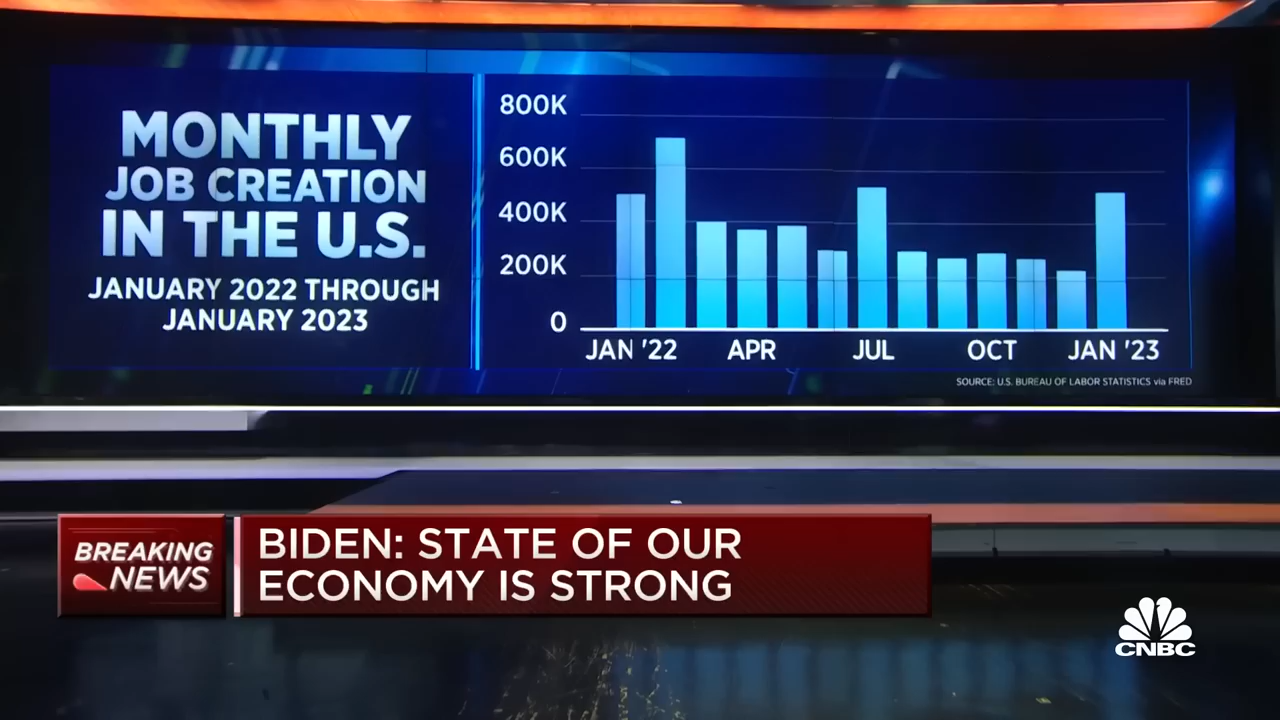 MONTHLY
JOB CREATION
IN THE U.S.
JANUARY 2022 THROUGH
JANUARY 2023
800K
600K
400K
200K
0
JAN '22 APR JUL OCT JAN '23
SOURCE: U.S. BUREAU OF LABOR STATISTICS via FRED
BREAKING
NEWS
BIDEN: STATE OF OUR
ECONOMY IS STRONG
CNBC